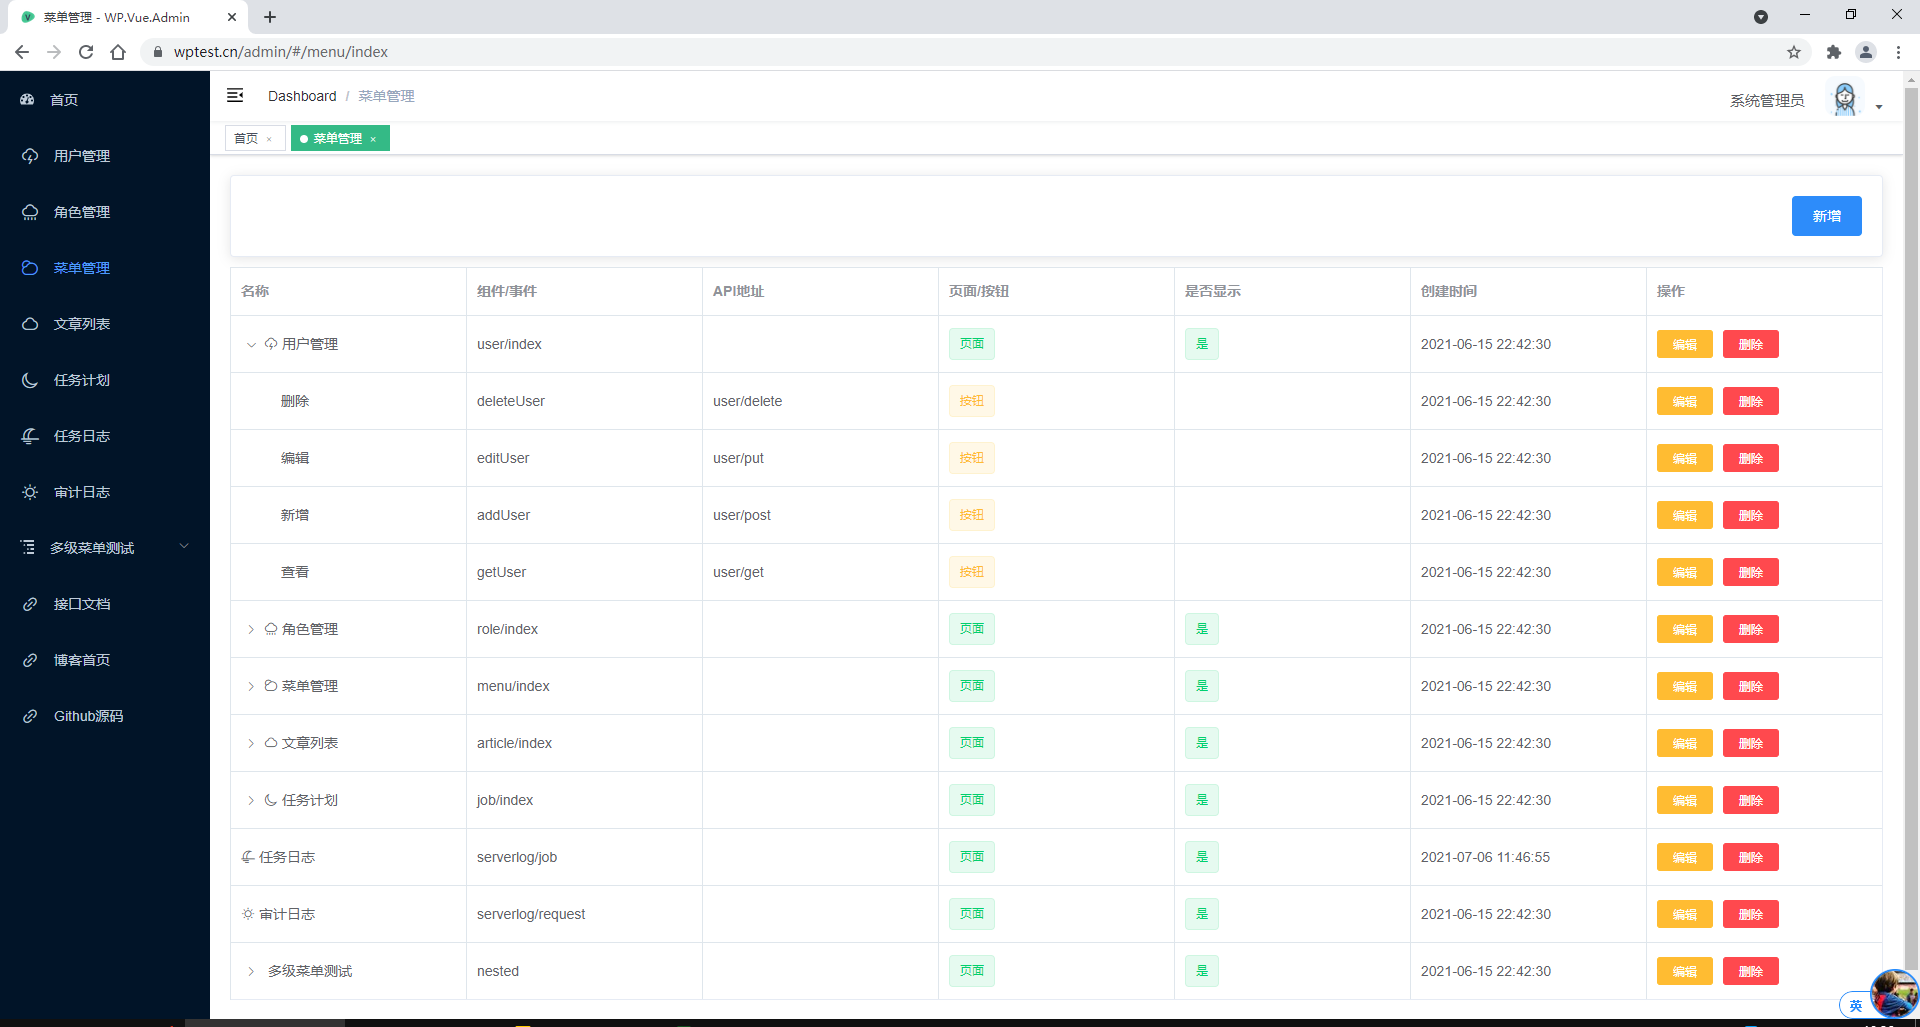 菜单管理 - WP.Vue.Admin
wptest.cn/admin/#/menu/index
首页
用户管理
角色管理
菜单管理
文章列表
任务计划
任务日志
审计日志
多级菜单测试
接口文档
博客首页
Github源码
Dashboard / 菜单管理
系统管理员
首页 ×
菜单管理 ×
新增
名称 组件/事件 API地址 页面/按钮 是否显示 创建时间 操作
用户管理 user/index 页面 是 2021-06-15 22:42:30 编辑 删除
删除 deleteUser user/delete 按钮 2021-06-15 22:42:30 编辑 删除
编辑 editUser user/put 按钮 2021-06-15 22:42:30 编辑 删除
新增 addUser user/post 按钮 2021-06-15 22:42:30 编辑 删除
查看 getUser user/get 按钮 2021-06-15 22:42:30 编辑 删除
角色管理 role/index 页面 是 2021-06-15 22:42:30 编辑 删除
菜单管理 menu/index 页面 是 2021-06-15 22:42:30 编辑 删除
文章列表 article/index 页面 是 2021-06-15 22:42:30 编辑 删除
任务计划 job/index 页面 是 2021-06-15 22:42:30 编辑 删除
任务日志 serverlog/job 页面 是 2021-07-06 11:46:55 编辑 删除
审计日志 serverlog/request 页面 是 2021-06-15 22:42:30 编辑 删除
多级菜单测试 nested 页面 是 2021-06-15 22:42:30 编辑 删除
英